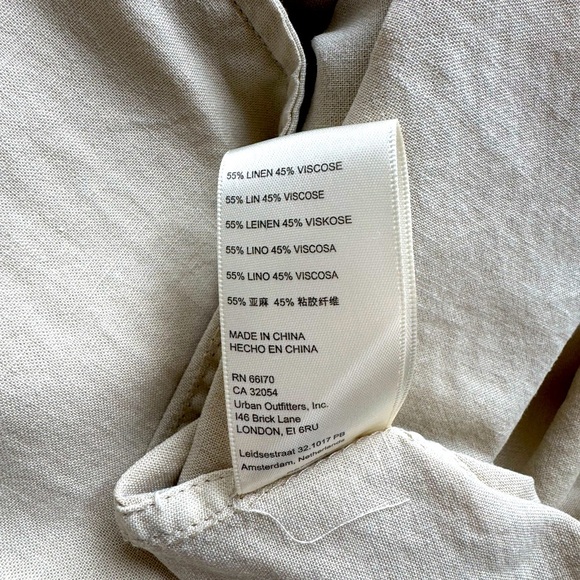 55% LINEN 45% VISCOSE
55% LIN 45% VISCOSE
55% LEINEN 45% VISKOSE
55% LINO 45% VISCOSA
55% LINO 45% VISCOSA
55% 亚麻 45% 粘胶纤维
MADE IN CHINA
HECHO EN CHINA
RN 66170
CA 32054
Urban Outfitters, Inc.
146 Brick Lane
LONDON, E1 6RU
Leidsestraat 32.1017 PB
Amsterdam, Netherlands